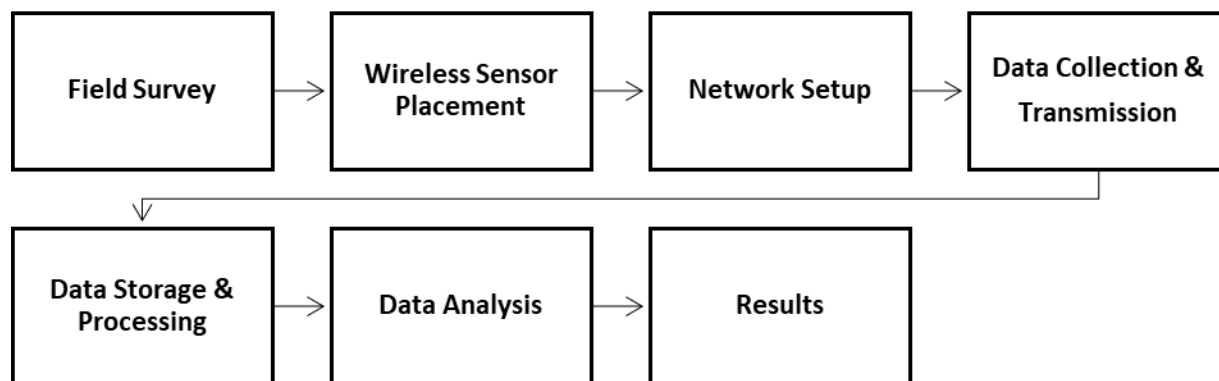 Field Survey
Wireless Sensor
Placement
Network Setup
Data Collection &
Transmission
Data Storage &
Processing
Data Analysis
Results